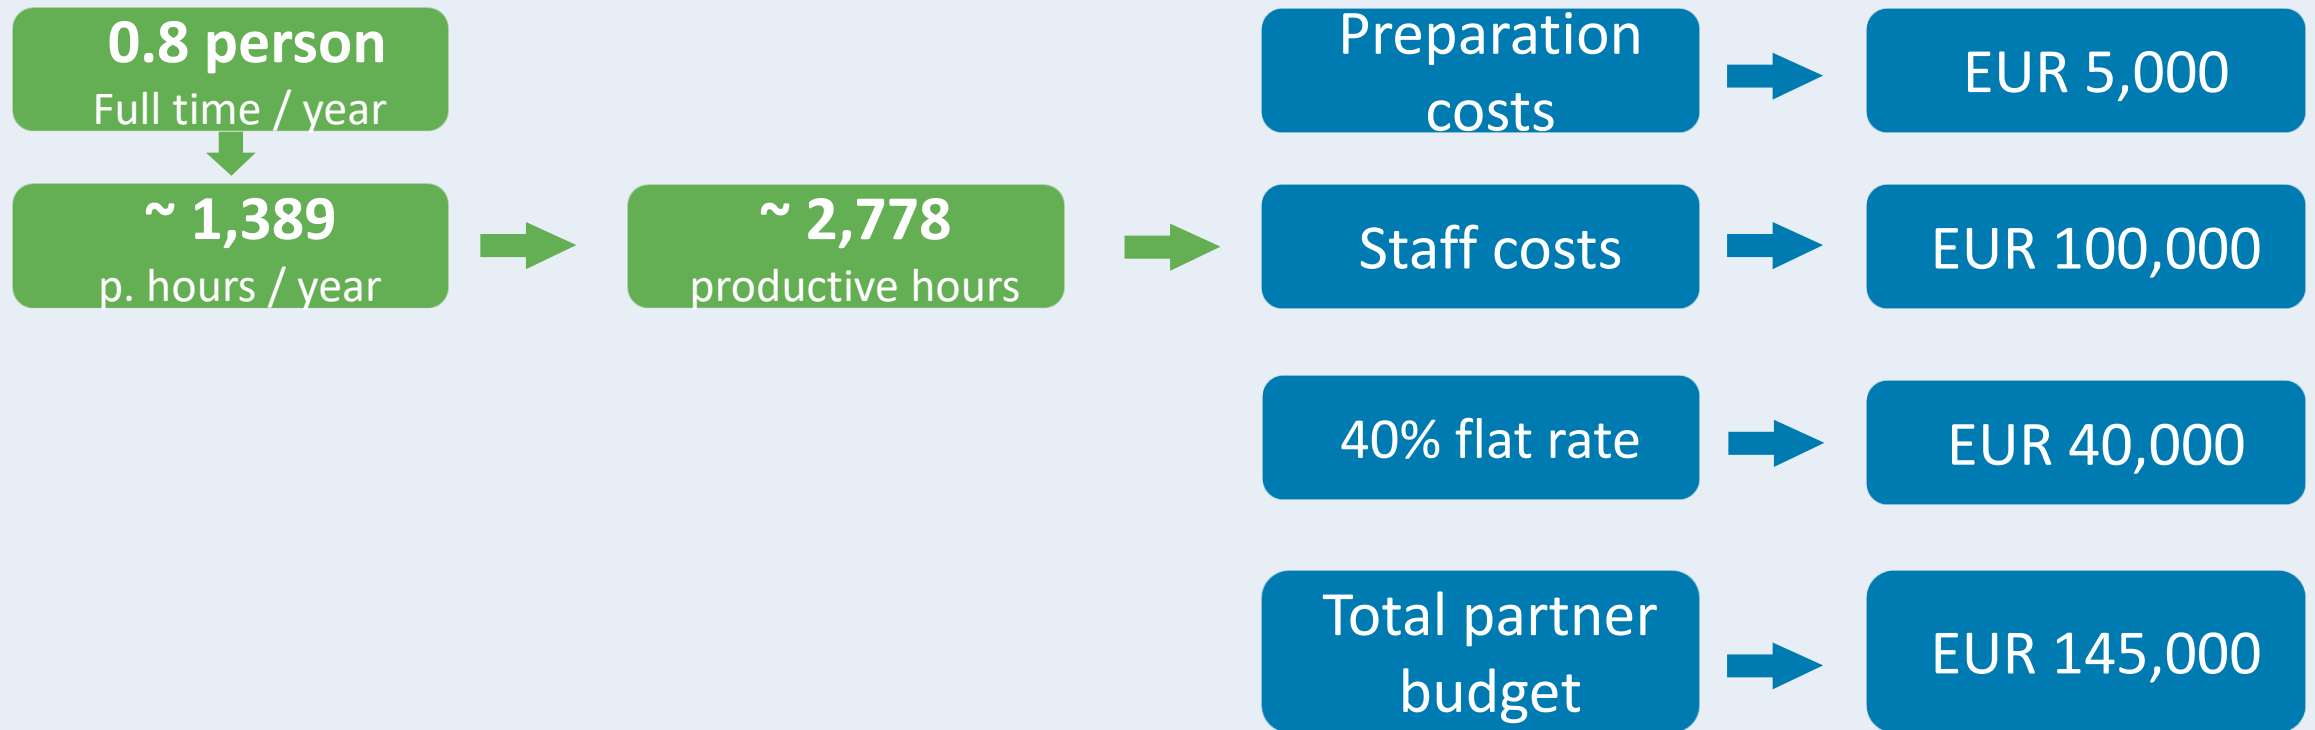 0.8 person
Full time / year
~ 1,389
p. hours / year
~ 2,778
productive hours
Preparation
costs
EUR 5,000
Staff costs
EUR 100,000
40% flat rate
EUR 40,000
Total partner
budget
EUR 145,000